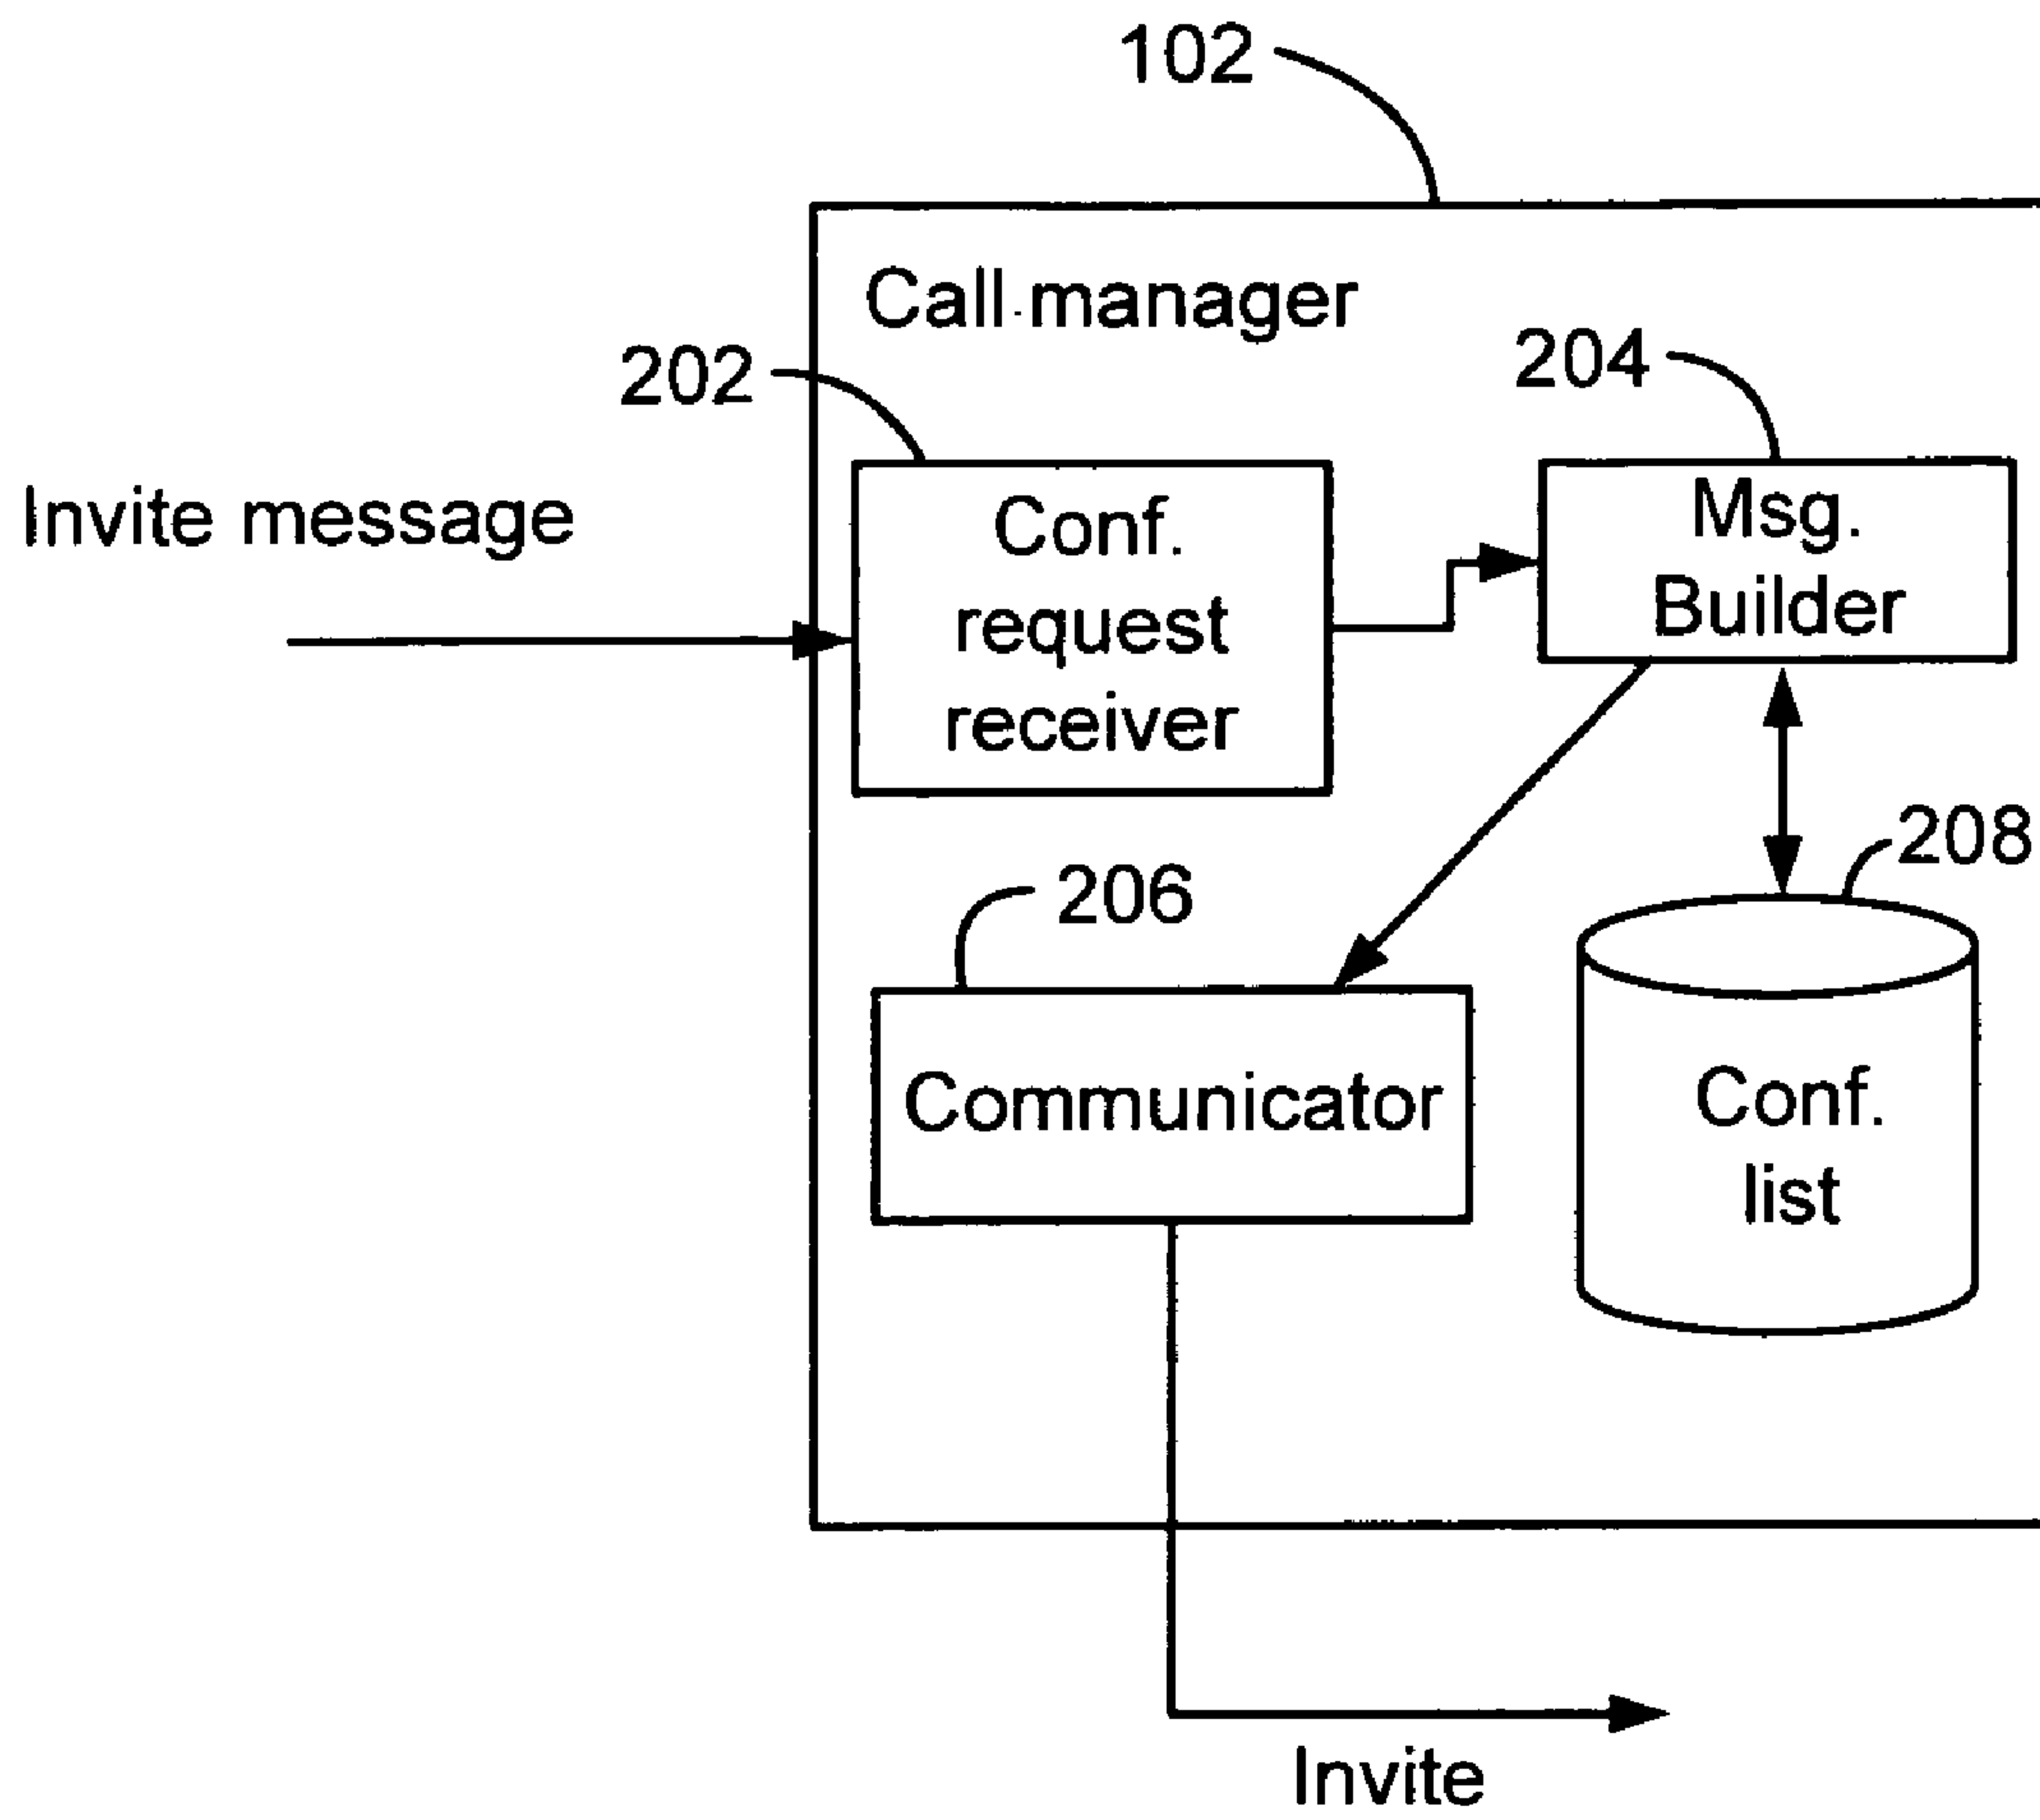 102
Call manager
202
204
Invite message
Conf.
request
receiver
Msg.
Builder
208
206
Communicator
Conf.
list
Invite